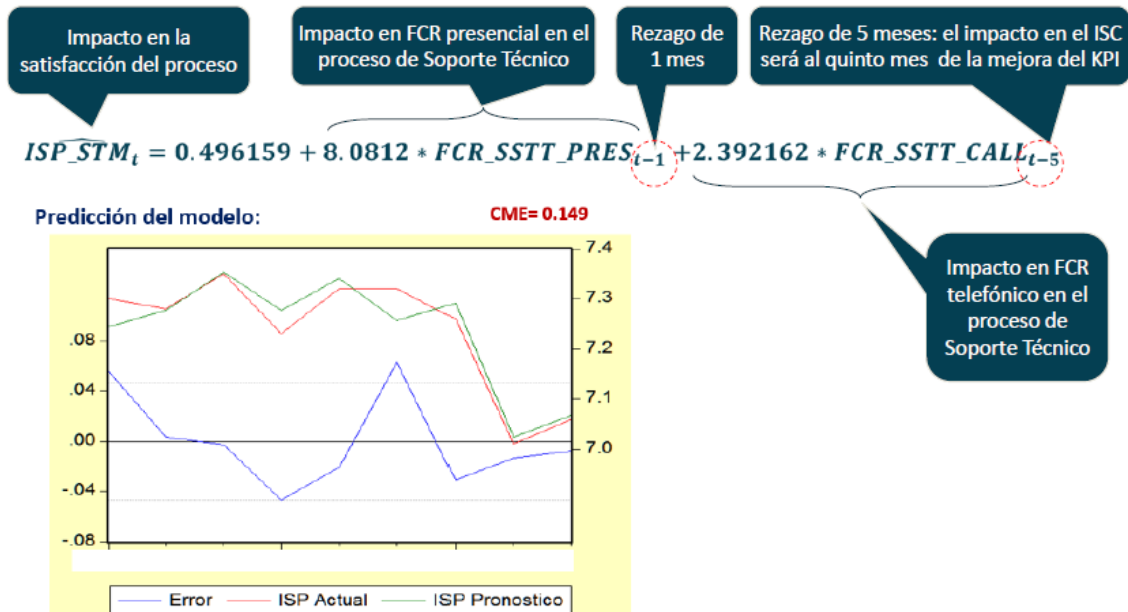 Impacto en la
satisfacción del proceso
Impacto en FCR presencial en el
proceso de Soporte Técnico
Rezago de
1 mes
Rezago de 5 meses: el impacto en el ISC
será al quinto mes de la mejora del KPI
ISP_STM_t = 0.496159 + 8.0812 * FCR_SSTT_PRES_{t−1} + 2.392162 * FCR_SSTT_CALL_{t−5}
Predicción del modelo:
CME= 0.149
Impacto en FCR
telefónico en el
proceso de
Soporte Técnico
7.4
7.3
7.2
7.1
7.0
.08
.04
.00
-.04
-.08
Error ISP Actual ISP Pronostico